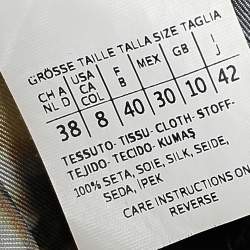 GRÖSSE TAILLE TALLA SIZE TAGLIA
CH A USA F MEX GB I
NL D CA B J
COL
38 8 40 30 10 42
TESSUTO- TISSU- CLOTH- STOFF-
TEJIDO- TECIDO- KUMAŞ
100% SETA, SOIE, SILK, SEIDE,
SEDA, İPEK
CARE INSTRUCTIONS ON
REVERSE